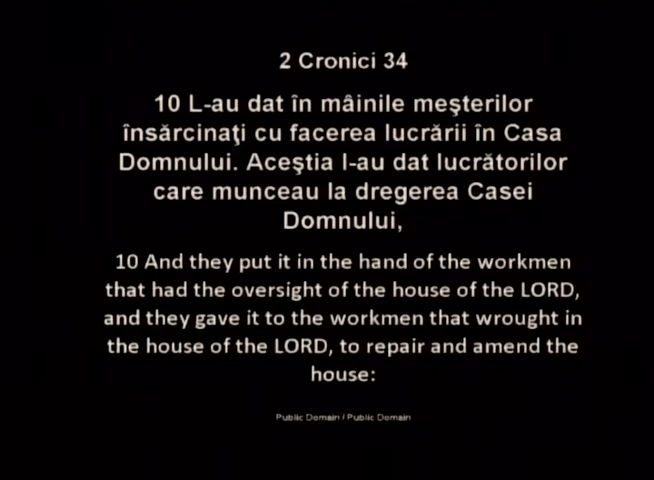 2 Cronici 34
10 L-au dat în mâinile meşterilor
însărcinaţi cu facerea lucrării în Casa
Domnului. Aceştia l-au dat lucrătorilor
care munceau la dregerea Casei
Domnului,
10 And they put it in the hand of the workmen
that had the oversight of the house of the LORD,
and they gave it to the workmen that wrought in
the house of the LORD, to repair and amend the
house:
Public Domain / Public Domain